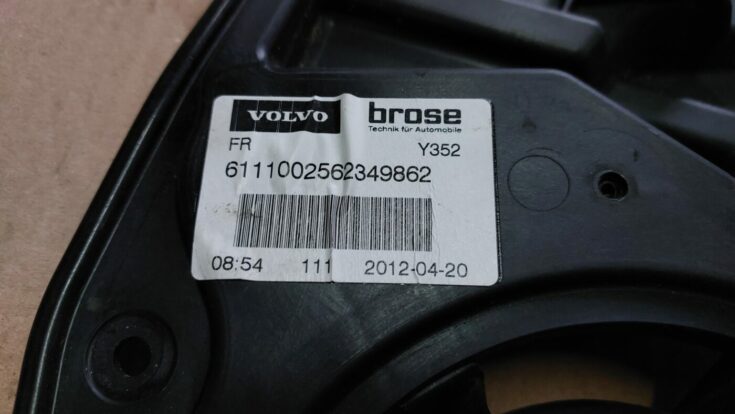 VOLVO brose
Technik für Automobile
FR Y352
6111002562349862
08:54 111 2012-04-20